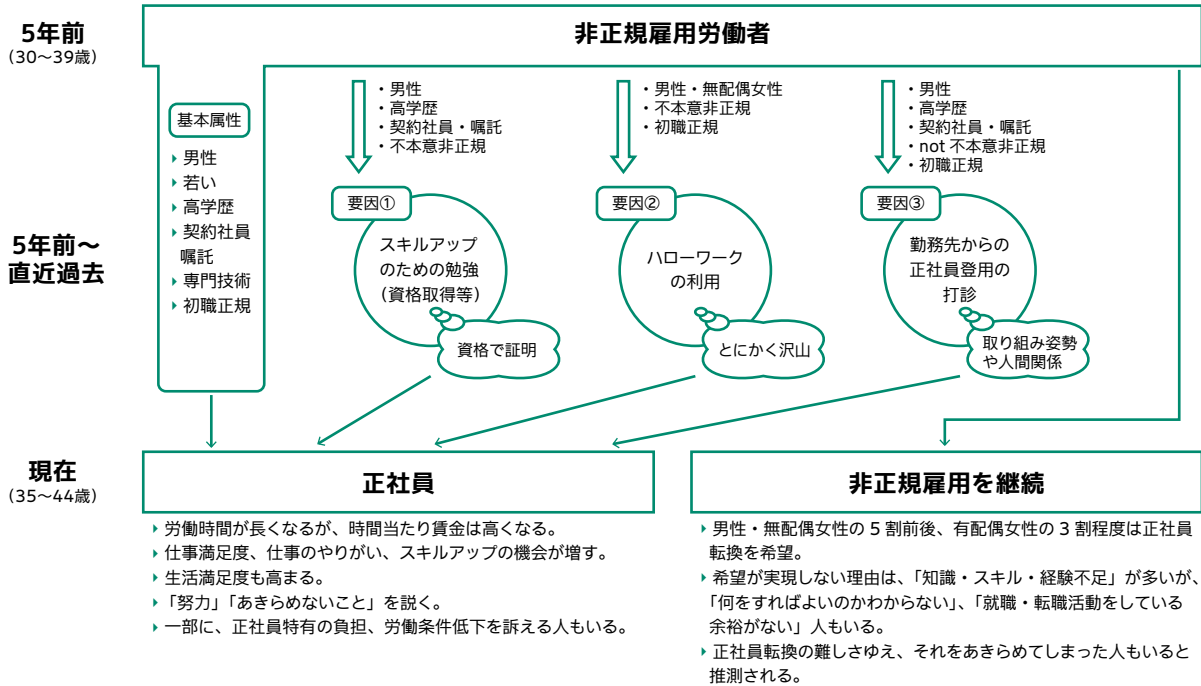 5年前
(30〜39歳)
非正規雇用労働者
基本属性
男性
若い
高学歴
契約社員
嘱託
専門技術
初職正規
・男性
・高学歴
・契約社員・嘱託
・不本意非正規
・男性・無配偶女性
・不本意非正規
・初職正規
・男性
・高学歴
・契約社員・嘱託
・not 不本意非正規
・初職正規
5年前〜
直近過去
要因①
スキルアップ
のための勉強
(資格取得等)
資格で証明
要因②
ハローワーク
の利用
とにかく沢山
要因③
勤務先からの
正社員登用の
打診
取り組み姿勢
や人間関係
現在
(35〜44歳)
正社員
労働時間が長くなるが、時間当たり賃金は高くなる。
仕事満足度、仕事のやりがい、スキルアップの機会が増す。
生活満足度も高まる。
「努力」「あきらめないこと」を説く。
一部に、正社員特有の負担、労働条件低下を訴える人もいる。
非正規雇用を継続
男性・無配偶女性の 5 割前後、有配偶女性の 3 割程度は正社員
転換を希望。
希望が実現しない理由は、「知識・スキル・経験不足」が多いが、
「何をすればよいのかわからない」、「就職・転職活動をしている
余裕がない」人もいる。
正社員転換の難しさゆえ、それをあきらめてしまった人もいると
推測される。